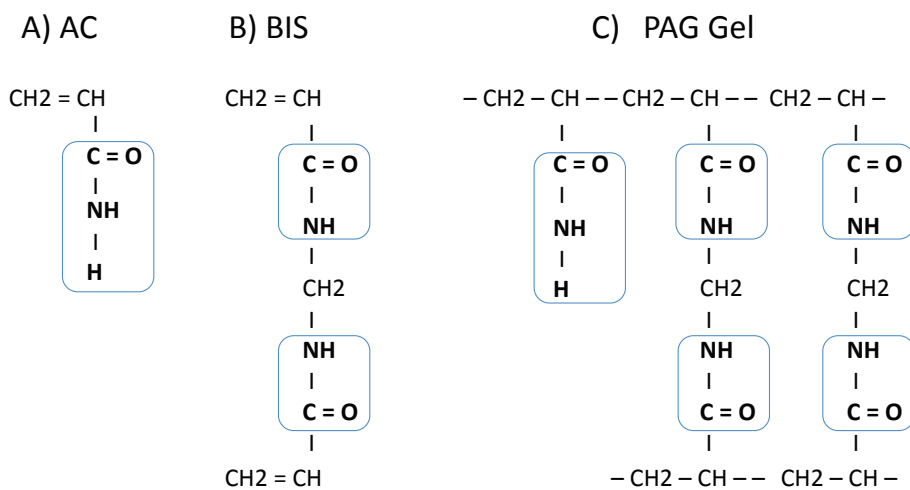 A) AC
B) BIS
C) PAG Gel
CH2 = CH
I
C = O
I
NH
I
H
CH2 = CH
I
C = O
I
NH
I
CH2
I
NH
I
C = O
I
CH2 = CH
– CH2 – CH – – CH2 – CH – – CH2 – CH –
I I I
C = O C = O C = O
I I I
NH NH NH
I I I
H CH2 CH2
I I
NH NH
I I
C = O C = O
I I
– CH2 – CH – – CH2 – CH –